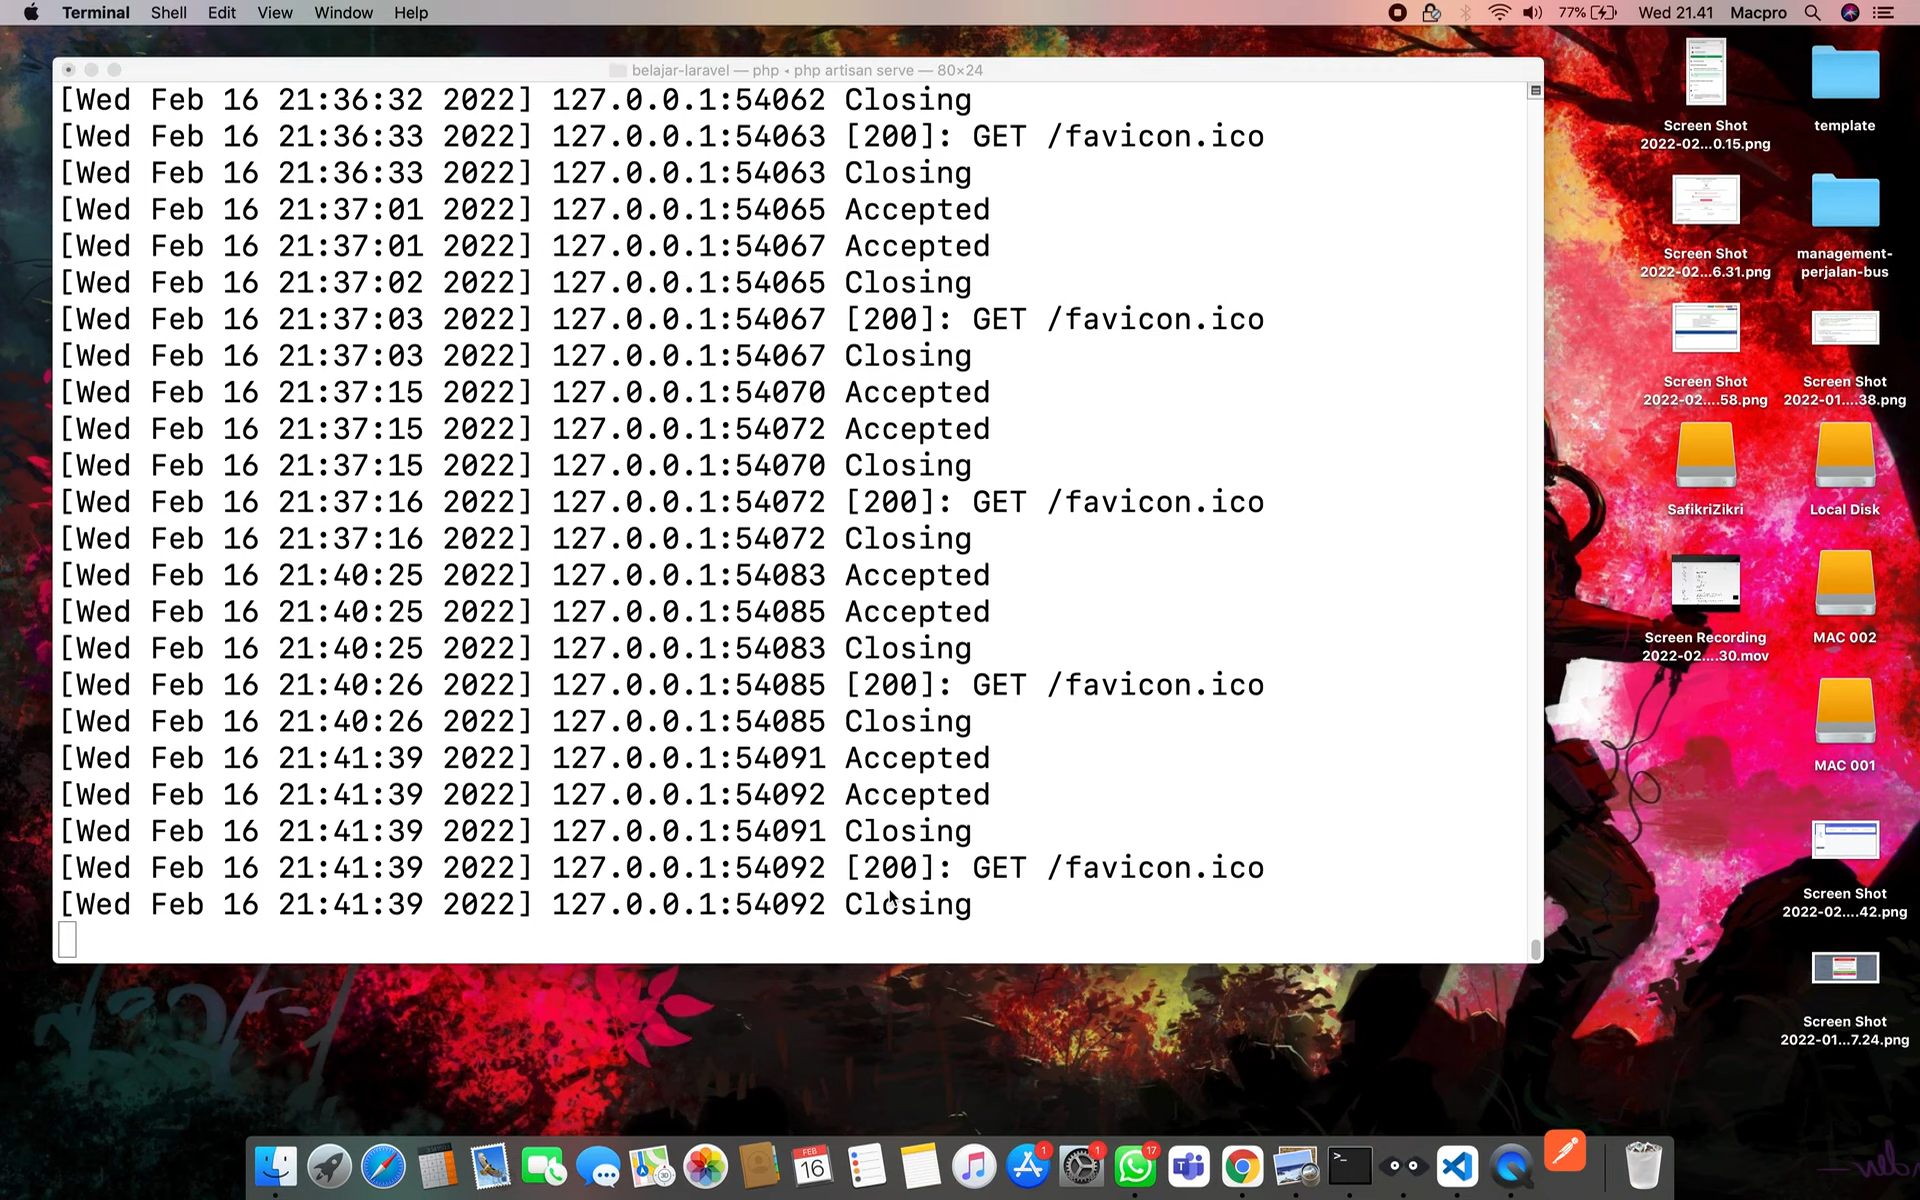 Terminal Shell Edit View Window Help 77% Wed 21.41 Macpro
belajar-laravel — php ◂ php artisan serve — 80×24
[Wed Feb 16 21:36:32 2022] 127.0.0.1:54062 Closing
[Wed Feb 16 21:36:33 2022] 127.0.0.1:54063 [200]: GET /favicon.ico
[Wed Feb 16 21:36:33 2022] 127.0.0.1:54063 Closing
[Wed Feb 16 21:37:01 2022] 127.0.0.1:54065 Accepted
[Wed Feb 16 21:37:01 2022] 127.0.0.1:54067 Accepted
[Wed Feb 16 21:37:02 2022] 127.0.0.1:54065 Closing
[Wed Feb 16 21:37:03 2022] 127.0.0.1:54067 [200]: GET /favicon.ico
[Wed Feb 16 21:37:03 2022] 127.0.0.1:54067 Closing
[Wed Feb 16 21:37:15 2022] 127.0.0.1:54070 Accepted
[Wed Feb 16 21:37:15 2022] 127.0.0.1:54072 Accepted
[Wed Feb 16 21:37:15 2022] 127.0.0.1:54070 Closing
[Wed Feb 16 21:37:16 2022] 127.0.0.1:54072 [200]: GET /favicon.ico
[Wed Feb 16 21:37:16 2022] 127.0.0.1:54072 Closing
[Wed Feb 16 21:40:25 2022] 127.0.0.1:54083 Accepted
[Wed Feb 16 21:40:25 2022] 127.0.0.1:54085 Accepted
[Wed Feb 16 21:40:25 2022] 127.0.0.1:54083 Closing
[Wed Feb 16 21:40:26 2022] 127.0.0.1:54085 [200]: GET /favicon.ico
[Wed Feb 16 21:40:26 2022] 127.0.0.1:54085 Closing
[Wed Feb 16 21:41:39 2022] 127.0.0.1:54091 Accepted
[Wed Feb 16 21:41:39 2022] 127.0.0.1:54092 Accepted
[Wed Feb 16 21:41:39 2022] 127.0.0.1:54091 Closing
[Wed Feb 16 21:41:39 2022] 127.0.0.1:54092 [200]: GET /favicon.ico
[Wed Feb 16 21:41:39 2022] 127.0.0.1:54092 Closing
Screen Shot
2022-02...0.15.png
template
Screen Shot
2022-02...6.31.png
management-
perjalan-bus
Screen Shot
2022-02....58.png
Screen Shot
2022-01....38.png
SafikriZikri
Local Disk
Screen Recording
2022-02....30.mov
MAC 002
MAC 001
Screen Shot
2022-02....42.png
Screen Shot
2022-01...7.24.png
FEB
16
1
1
17